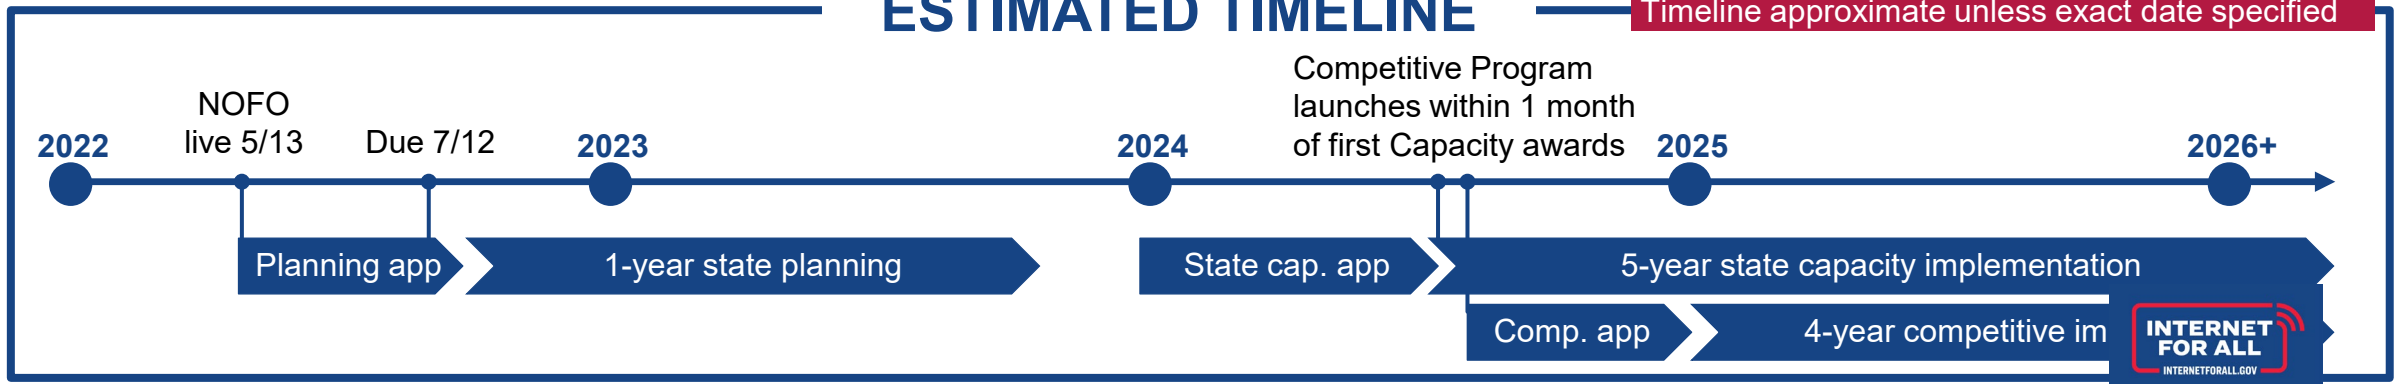 ESTIMATED TIMELINE
Timeline approximate unless exact date specified
Competitive Program
launches within 1 month
of first Capacity awards
NOFO
live 5/13
Due 7/12
2022
2023
2024
2025
2026+
Planning app
1-year state planning
State cap. app
5-year state capacity implementation
Comp. app
4-year competitive im
INTERNET
FOR ALL
INTERNETFORALL.GOV